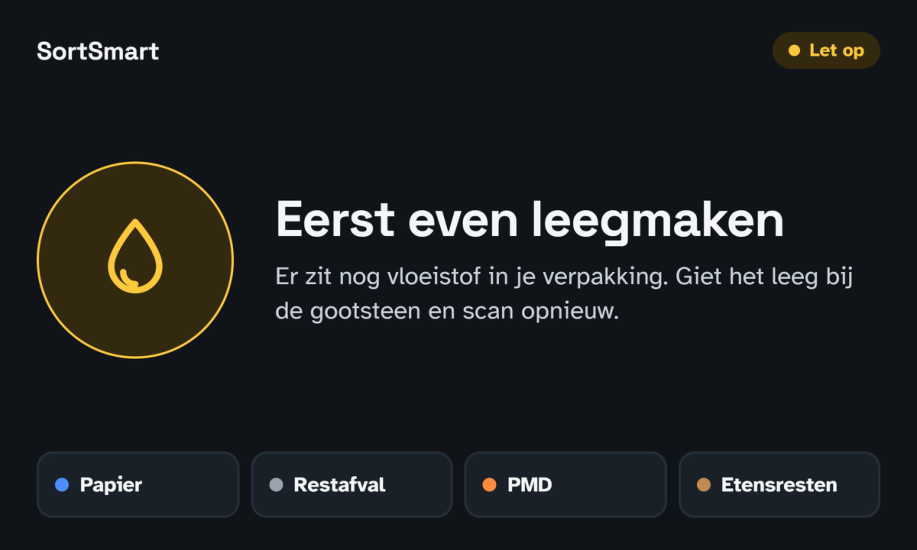 SortSmart
Let op
Eerst even leegmaken
Er zit nog vloeistof in je verpakking. Giet het leeg bij
de gootsteen en scan opnieuw.
Papier
Restafval
PMD
Etensresten